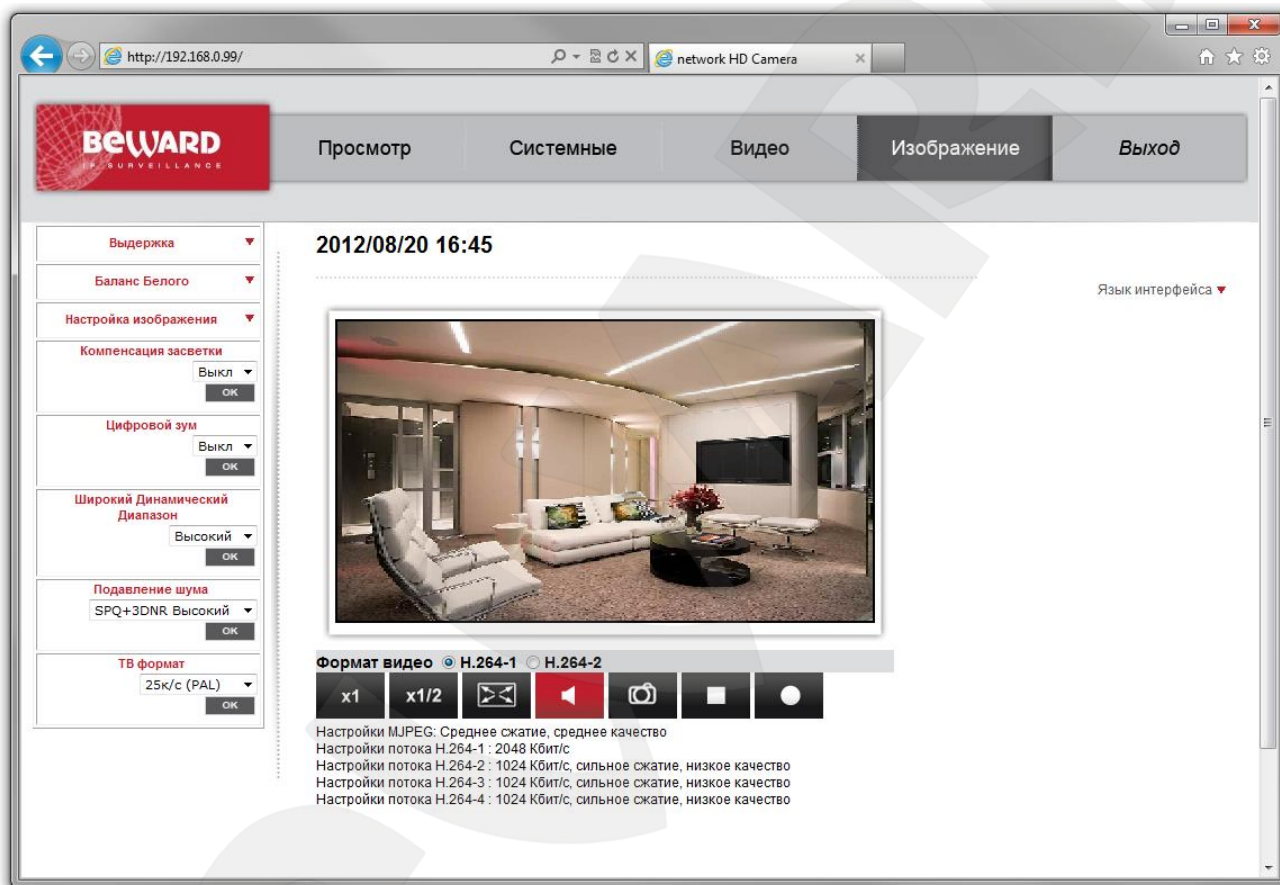 http://192.168.0.99/
network HD Camera
BEWARD
IP SURVEILLANCE
Просмотр
Системные
Видео
Изображение
Выход
Выдержка
Баланс Белого
Настройка изображения
Компенсация засветки
Выкл
OK
Цифровой зум
Выкл
OK
Широкий Динамический
Диапазон
Высокий
OK
Подавление шума
SPQ+3DNR Высокий
OK
ТВ формат
25к/с (PAL)
OK
2012/08/20 16:45
Язык интерфейса
Формат видео H.264-1 H.264-2
x1
x1/2
Настройки MJPEG: Среднее сжатие, среднее качество
Настройки потока H.264-1 : 2048 Кбит/с
Настройки потока H.264-2 : 1024 Кбит/с, сильное сжатие, низкое качество
Настройки потока H.264-3 : 1024 Кбит/с, сильное сжатие, низкое качество
Настройки потока H.264-4 : 1024 Кбит/с, сильное сжатие, низкое качество